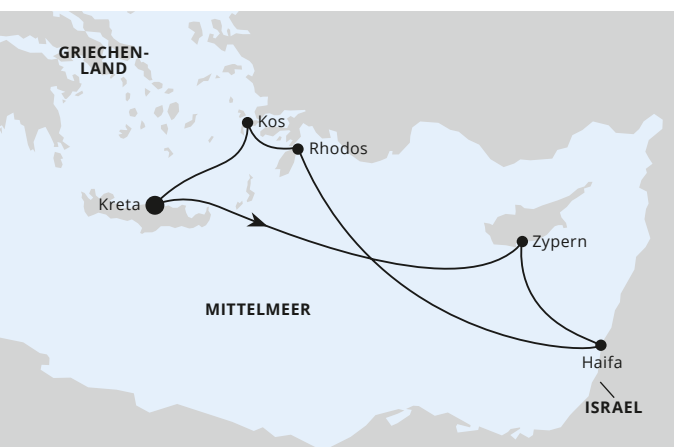 GRIECHEN-
LAND
Kos
Rhodos
Kreta
Zypern
MITTELMEER
Haifa
ISRAEL